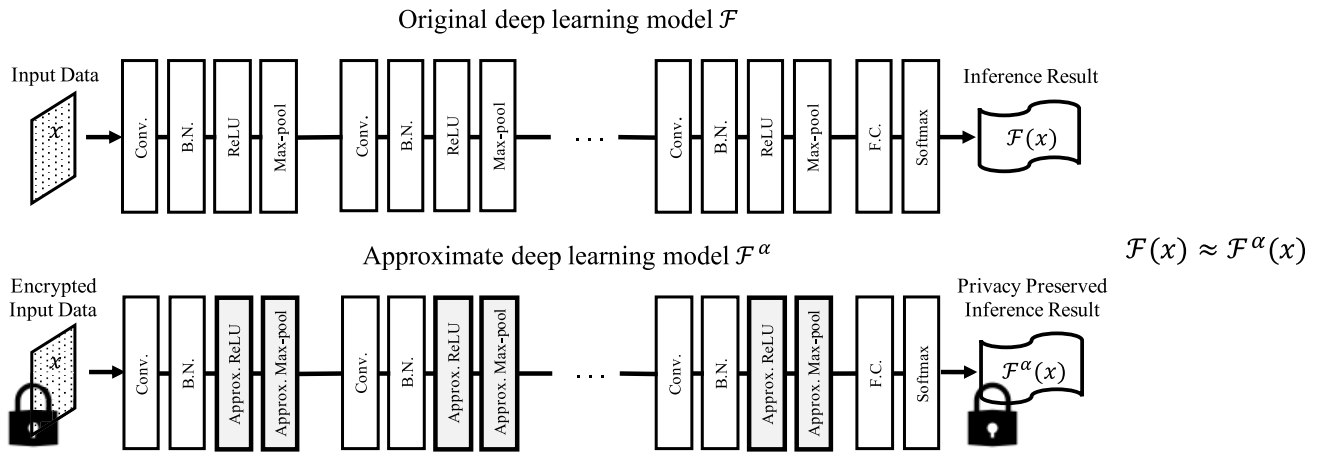 Original deep learning model ℱ
Input Data
x
Conv.
B.N.
ReLU
Max-pool
Conv.
B.N.
ReLU
Max-pool
. . .
Conv.
B.N.
ReLU
Max-pool
F.C.
Softmax
Inference Result
ℱ(x)
Approximate deep learning model ℱ^α
ℱ(x) ≈ ℱ^α(x)
Encrypted
Input Data
x
Conv.
B.N.
Approx. ReLU
Approx. Max-pool
Conv.
B.N.
Approx. ReLU
Approx. Max-pool
. . .
Conv.
B.N.
Approx. ReLU
Approx. Max-pool
F.C.
Softmax
Privacy Preserved
Inference Result
ℱ^α(x)